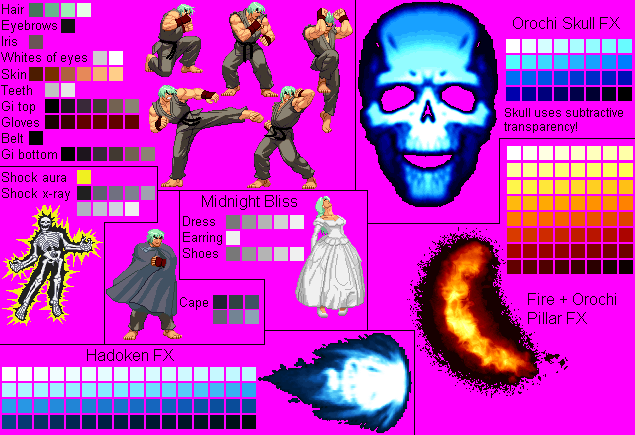 Hair
Eyebrows
Iris
Whites of eyes
Skin
Teeth
Gi top
Gloves
Belt
Gi bottom
Shock aura
Shock x-ray
Midnight Bliss
Dress
Earring
Shoes
Cape
Orochi Skull FX
Skull uses subtractive
transparency!
Fire + Orochi
Pillar FX
Hadoken FX